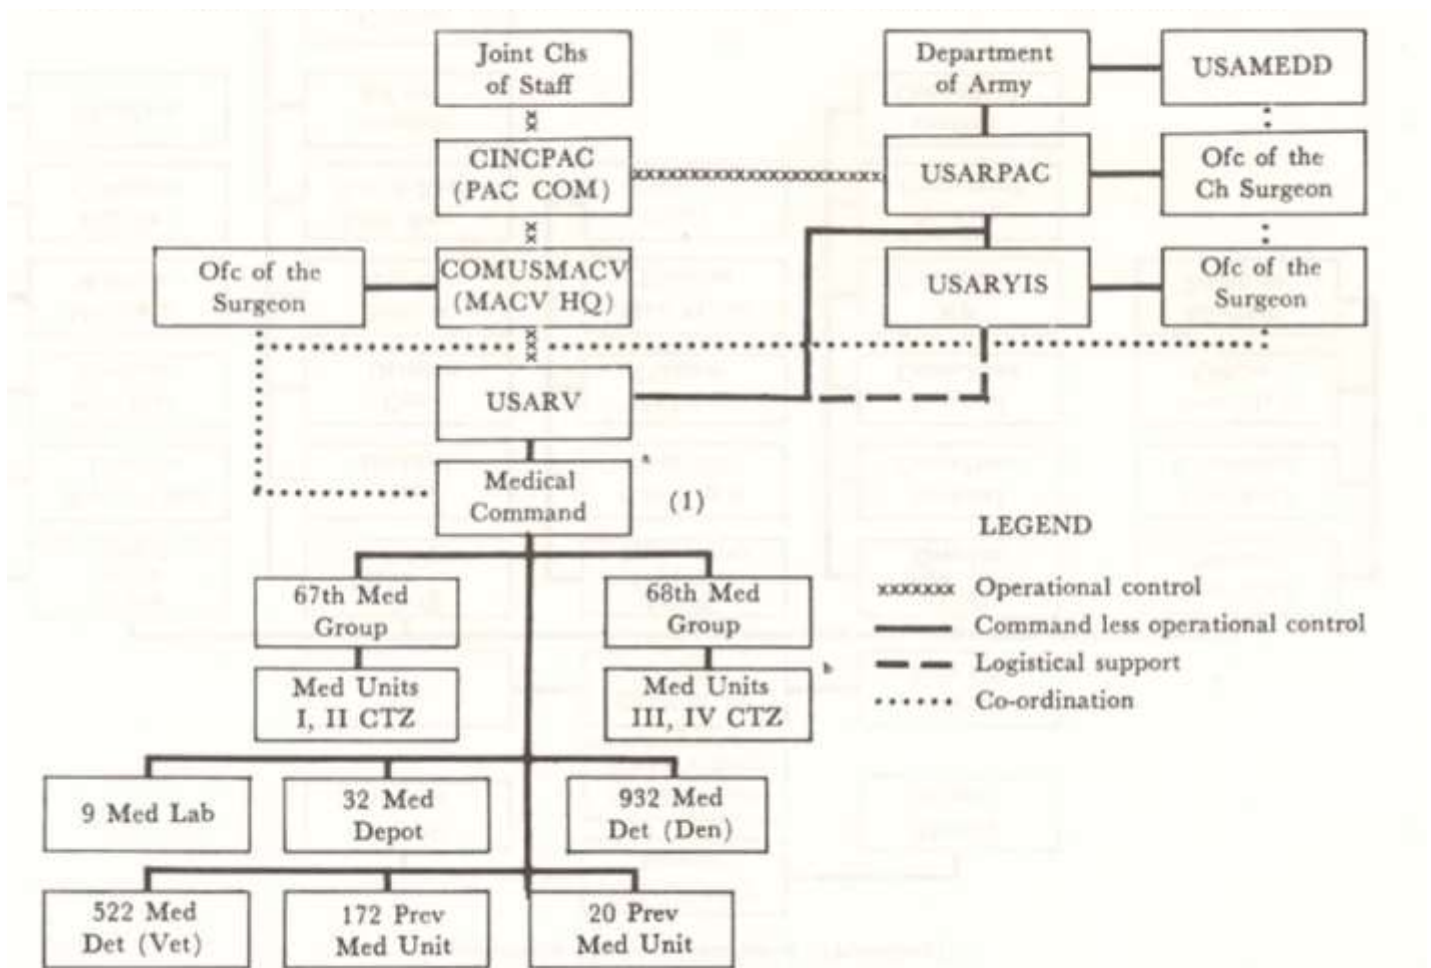 Joint Chs
of Staff
Department
of Army
USAMEDD
CINCPAC
(PAC COM)
xxxxxxxxxxxxxxxxxxxxx
USARPAC
Ofc of the
Ch Surgeon
Ofc of the
Surgeon
COMUSMACV
(MACV HQ)
USARYIS
Ofc of the
Surgeon
USARV
Medical
Command
a
(1)
LEGEND
xxxxxxx Operational control
Command less operational control
Logistical support
Co-ordination
67th Med
Group
68th Med
Group
Med Units
I, II CTZ
Med Units
III, IV CTZ
b
9 Med Lab
32 Med
Depot
932 Med
Det (Den)
522 Med
Det (Vet)
172 Prev
Med Unit
20 Prev
Med Unit